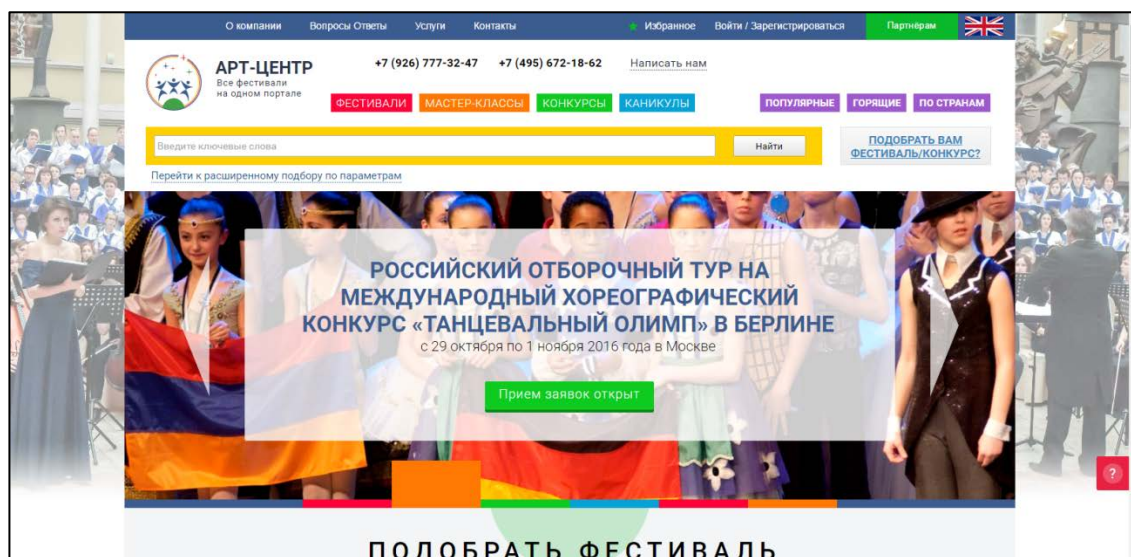 О компании Вопросы Ответы Услуги Контакты Избранное Войти / Зарегистрироваться Партнёрам
АРТ-ЦЕНТР
Все фестивали
на одном портале
+7 (926) 777-32-47 +7 (495) 672-18-62 Написать нам
ФЕСТИВАЛИ МАСТЕР-КЛАССЫ КОНКУРСЫ КАНИКУЛЫ ПОПУЛЯРНЫЕ ГОРЯЩИЕ ПО СТРАНАМ
Введите ключевые слова Найти
ПОДОБРАТЬ ВАМ
ФЕСТИВАЛЬ/КОНКУРС?
Перейти к расширенному подбору по параметрам
РОССИЙСКИЙ ОТБОРОЧНЫЙ ТУР НА
МЕЖДУНАРОДНЫЙ ХОРЕОГРАФИЧЕСКИЙ
КОНКУРС «ТАНЦЕВАЛЬНЫЙ ОЛИМП» В БЕРЛИНЕ
с 29 октября по 1 ноября 2016 года в Москве
Прием заявок открыт
?
ПОДОБРАТЬ ФЕСТИВАЛЬ